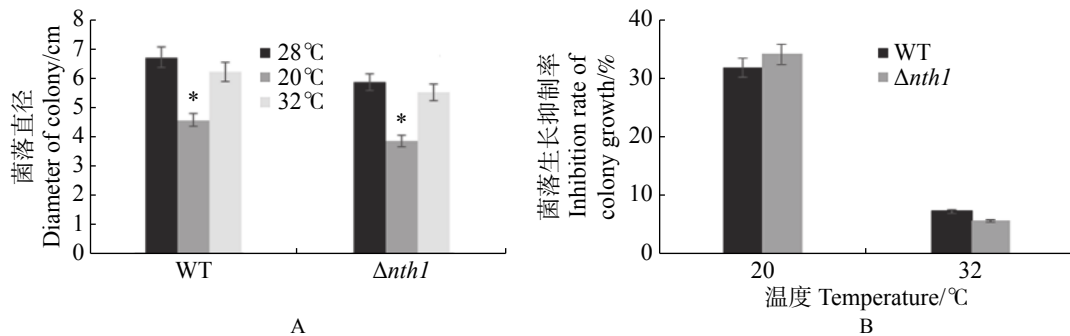 菌落直径
Diameter of colony/cm
8
7
6
5
4
3
2
1
0
*
*
28℃
20℃
32℃
WT
Δnth1
A
菌落生长抑制率
Inhibition rate of
colony growth/%
40
30
20
10
0
WT
Δnth1
20
32
温度 Temperature/℃
B